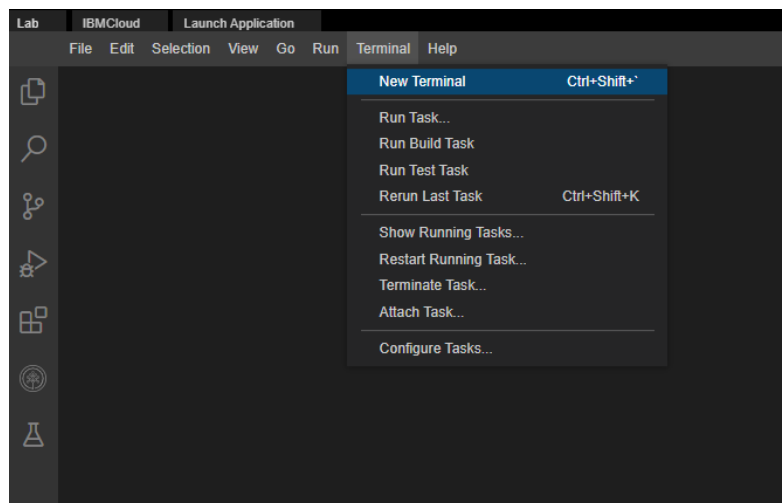 Lab IBMCloud Launch Application
File Edit Selection View Go Run Terminal Help
New Terminal Ctrl+Shift+`
Run Task...
Run Build Task
Run Test Task
Rerun Last Task Ctrl+Shift+K
Show Running Tasks...
Restart Running Task...
Terminate Task...
Attach Task...
Configure Tasks...